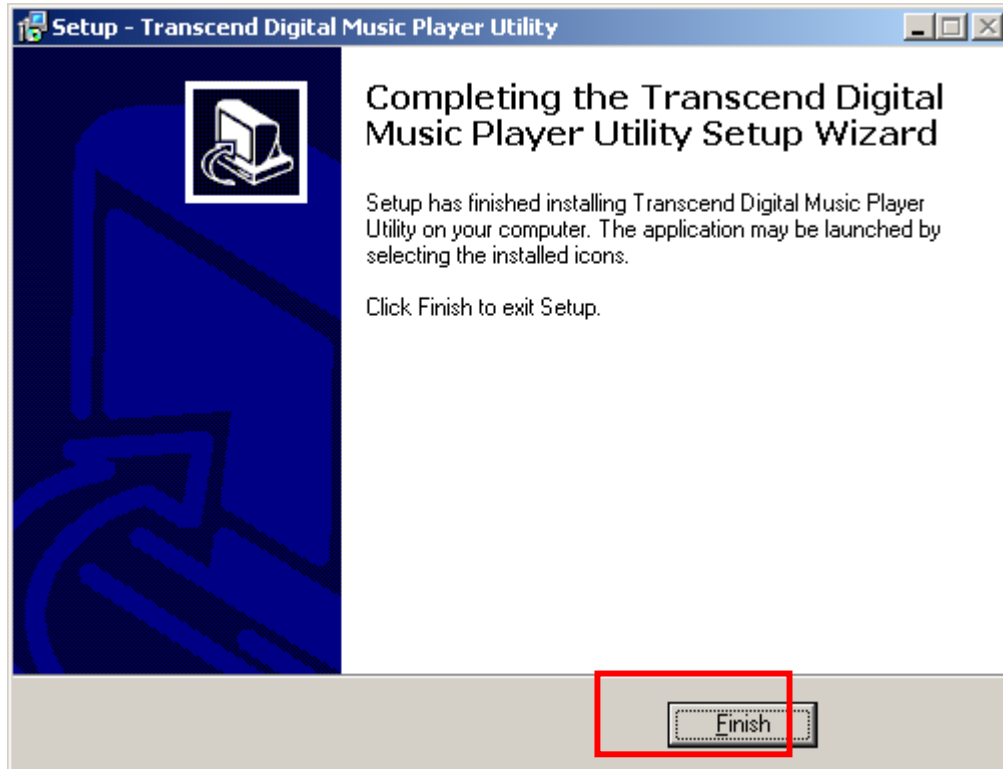 Setup - Transcend Digital Music Player Utility
Completing the Transcend Digital
Music Player Utility Setup Wizard
Setup has finished installing Transcend Digital Music Player
Utility on your computer. The application may be launched by
selecting the installed icons.
Click Finish to exit Setup.
Finish